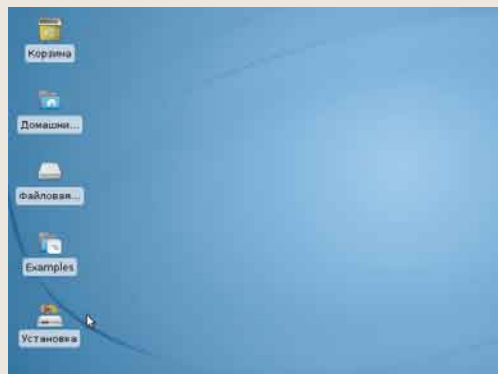 Корзина
Домашни...
Файловая...
Examples
Установка